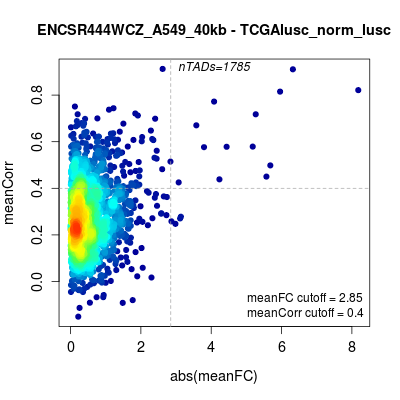 ENCSR444WCZ_A549_40kb - TCGAlusc_norm_lusc
nTADs=1785
meanCorr
0.8
0.6
0.4
0.2
0.0
meanFC cutoff = 2.85
meanCorr cutoff = 0.4
0 2 4 6 8
abs(meanFC)